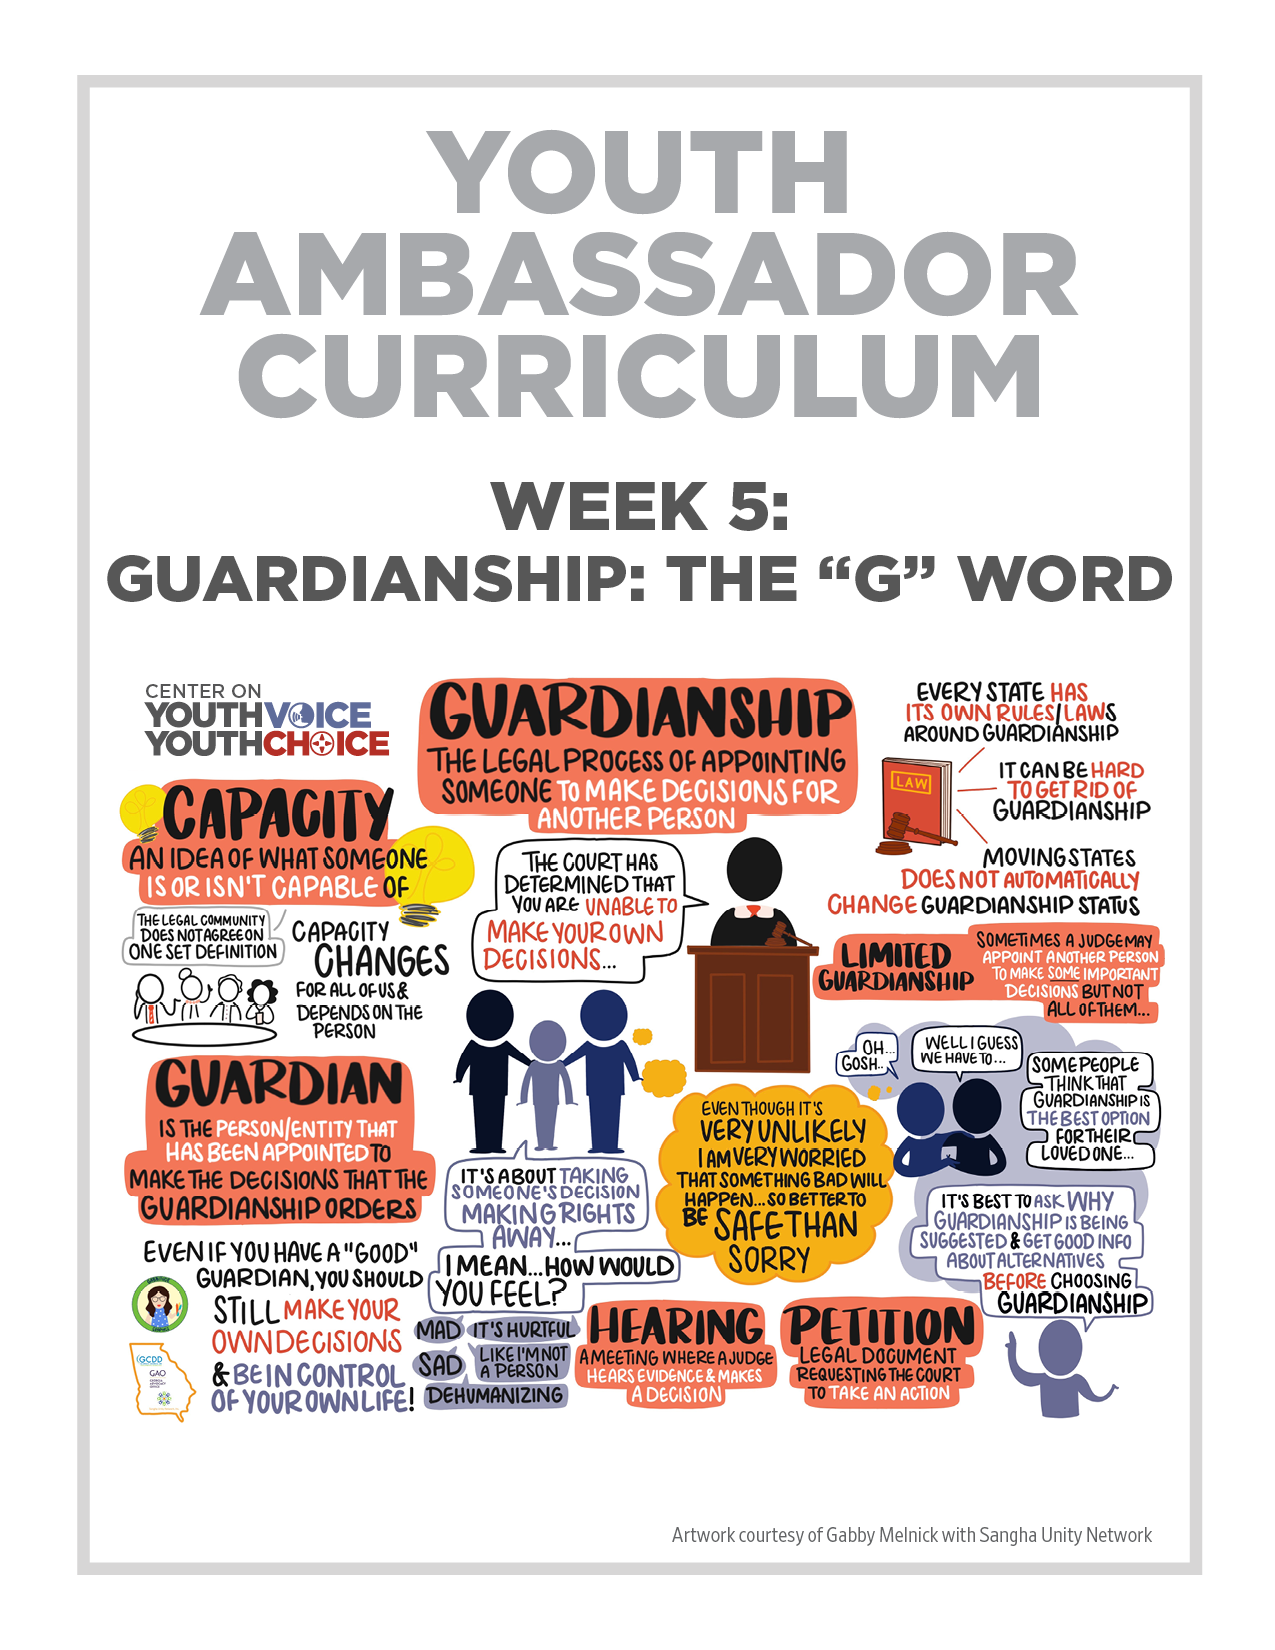 YOUTH
AMBASSADOR
CURRICULUM
WEEK 5:
GUARDIANSHIP: THE “G” WORD
CENTER ON
YOUTHVOICE
YOUTHCHOICE
GUARDIANSHIP
THE LEGAL PROCESS OF APPOINTING
SOMEONE TO MAKE DECISIONS FOR
ANOTHER PERSON
EVERY STATE HAS
ITS OWN RULES/LAWS
AROUND GUARDIANSHIP
LAW
IT CAN BE HARD
TO GET RID OF
GUARDIANSHIP
MOVING STATES
DOES NOT AUTOMATICALLY
CHANGE GUARDIANSHIP STATUS
CAPACITY
AN IDEA OF WHAT SOMEONE
IS OR ISN'T CAPABLE OF
THE LEGAL COMMUNITY
DOES NOT AGREE ON
ONE SET DEFINITION
CAPACITY
CHANGES
FOR ALL OF US &
DEPENDS ON THE
PERSON
THE COURT HAS
DETERMINED THAT
YOU ARE UNABLE TO
MAKE YOUR OWN
DECISIONS...
LIMITED
GUARDIANSHIP
SOMETIMES A JUDGE MAY
APPOINT ANOTHER PERSON
TO MAKE SOME IMPORTANT
DECISIONS BUT NOT
ALL OF THEM...
GUARDIAN
IS THE PERSON/ENTITY THAT
HAS BEEN APPOINTED TO
MAKE THE DECISIONS THAT THE
GUARDIANSHIP ORDERS
EVEN IF YOU HAVE A "GOOD"
GUARDIAN, YOU SHOULD
STILL MAKE YOUR
OWN DECISIONS
& BE IN CONTROL
OF YOUR OWN LIFE!
GCDD
GAO
IT'S ABOUT TAKING
SOMEONE'S DECISION
MAKING RIGHTS
AWAY...
I MEAN...HOW WOULD
YOU FEEL?
MAD
IT'S HURTFUL
SAD
LIKE I'M NOT
A PERSON
DEHUMANIZING
EVEN THOUGH IT'S
VERY UNLIKELY
I AM VERY WORRIED
THAT SOMETHING BAD WILL
HAPPEN...SO BETTER TO
BE SAFE THAN
SORRY
OH...
GOSH..
WELL I GUESS
WE HAVE TO...
SOME PEOPLE
THINK THAT
GUARDIANSHIP IS
THE BEST OPTION
FOR THEIR
LOVED ONE...
IT'S BEST TO ASK WHY
GUARDIANSHIP IS BEING
SUGGESTED & GET GOOD INFO
ABOUT ALTERNATIVES
BEFORE CHOOSING
GUARDIANSHIP
HEARING
A MEETING WHERE A JUDGE
HEARS EVIDENCE & MAKES
A DECISION
PETITION
LEGAL DOCUMENT
REQUESTING THE COURT
TO TAKE AN ACTION
Artwork courtesy of Gabby Melnick with Sangha Unity Network